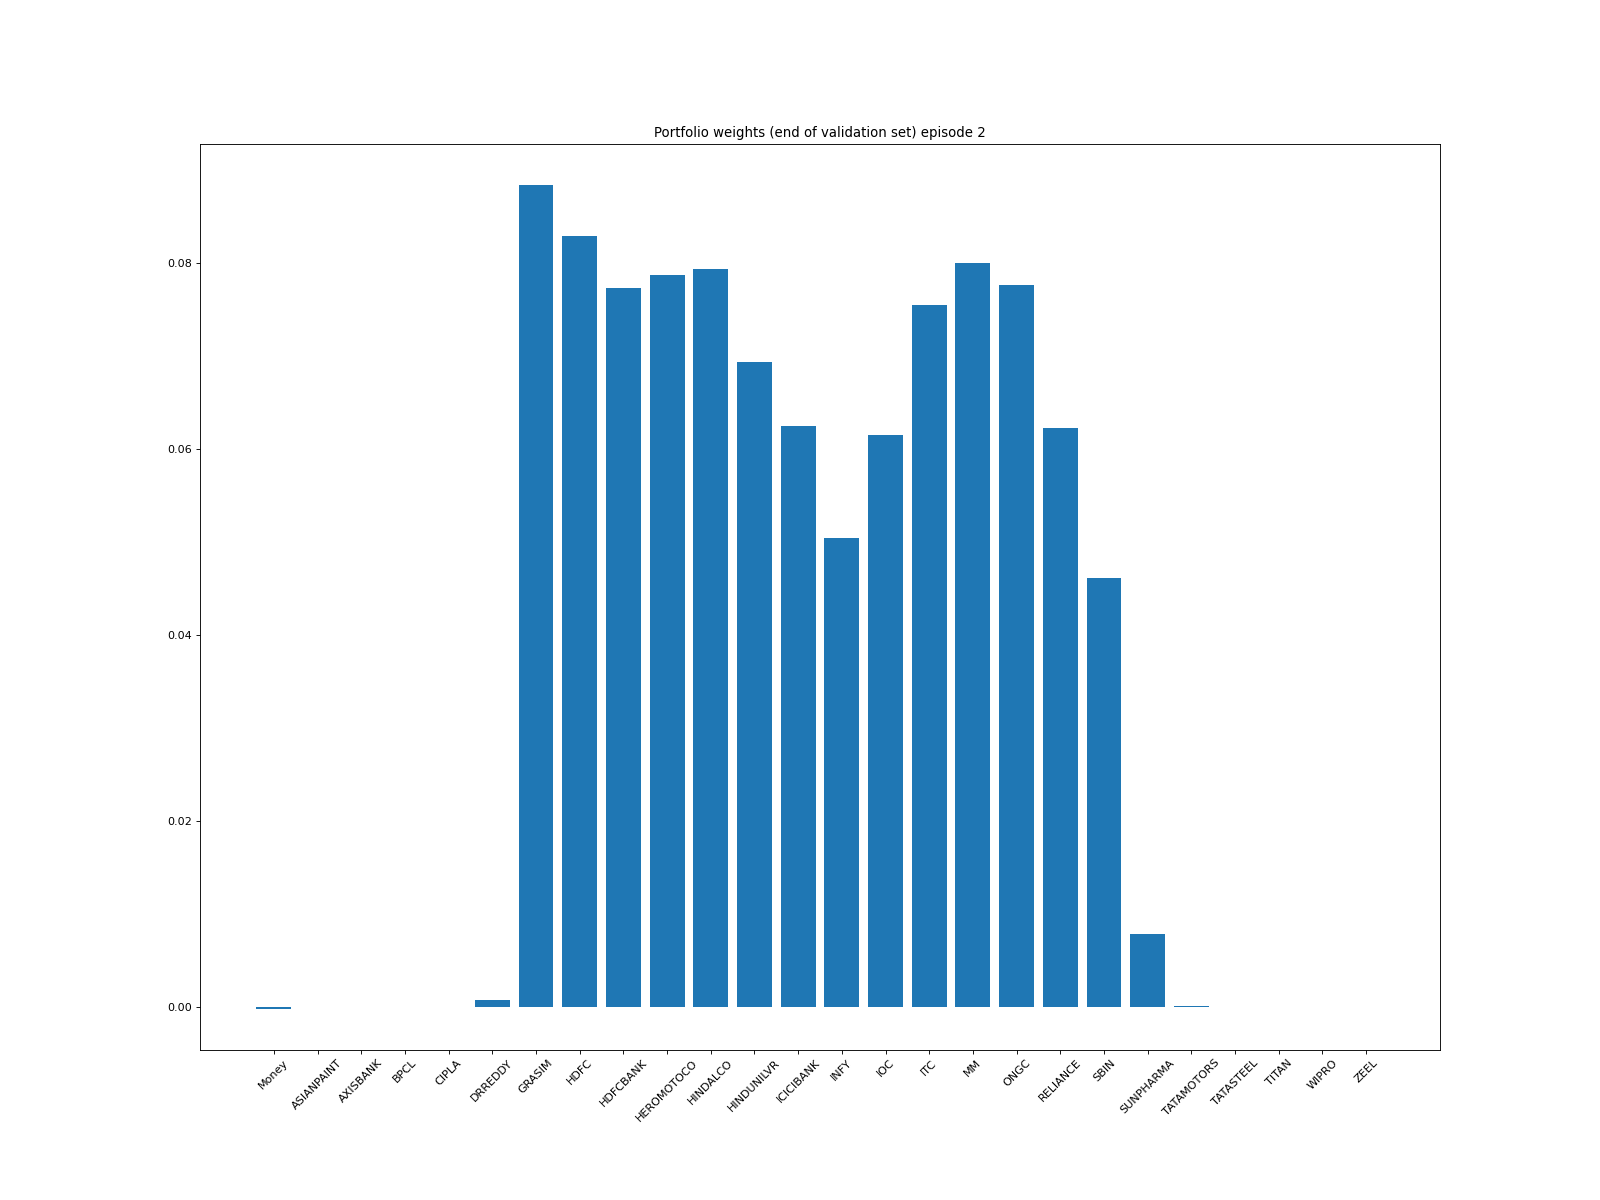 Portfolio weights (end of validation set) episode 2
0.08
0.06
0.04
0.02
0.00
Money
ASIANPAINT
AXISBANK
BPCL
CIPLA
DRREDDY
GRASIM
HDFC
HDFCBANK
HEROMOTOCO
HINDALCO
HINDUNILVR
ICICIBANK
INFY
IOC
ITC
MM
ONGC
RELIANCE
SBIN
SUNPHARMA
TATAMOTORS
TATASTEEL
TITAN
WIPRO
ZEEL